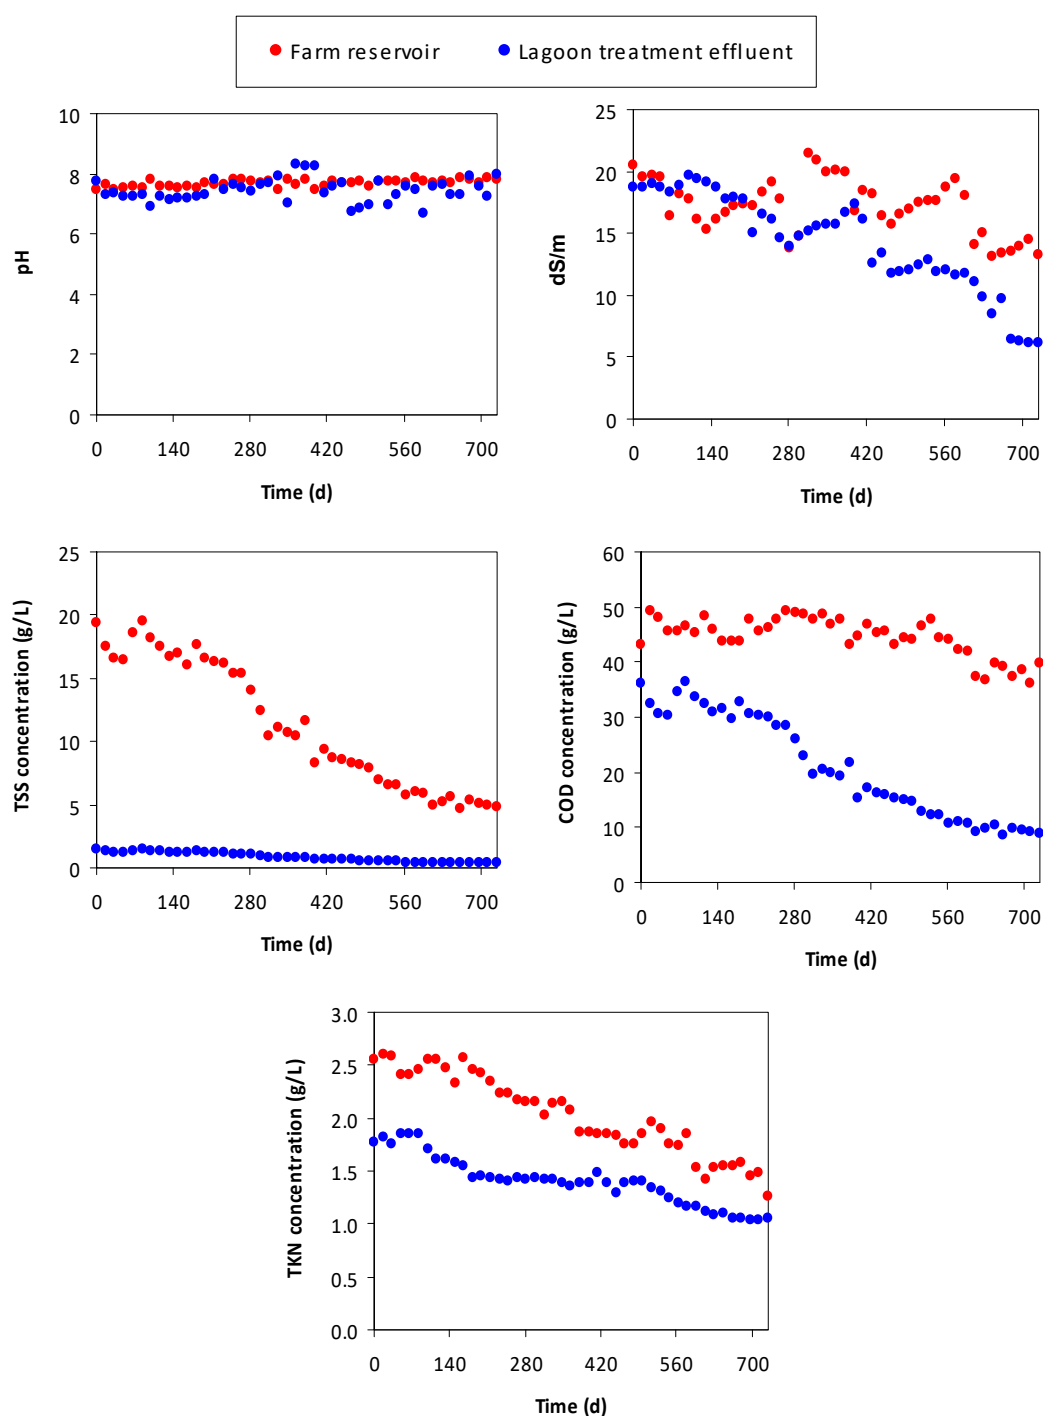 Farm reservoir Lagoon treatment effluent
pH
10
8
6
4
2
0
0 140 280 420 560 700
Time (d)
dS/m
25
20
15
10
5
0
0 140 280 420 560 700
Time (d)
TSS concentration (g/L)
25
20
15
10
5
0
0 140 280 420 560 700
Time (d)
COD concentration (g/L)
60
50
40
30
20
10
0
0 140 280 420 560 700
Time (d)
TKN concentration (g/L)
3.0
2.5
2.0
1.5
1.0
0.5
0.0
0 140 280 420 560 700
Time (d)